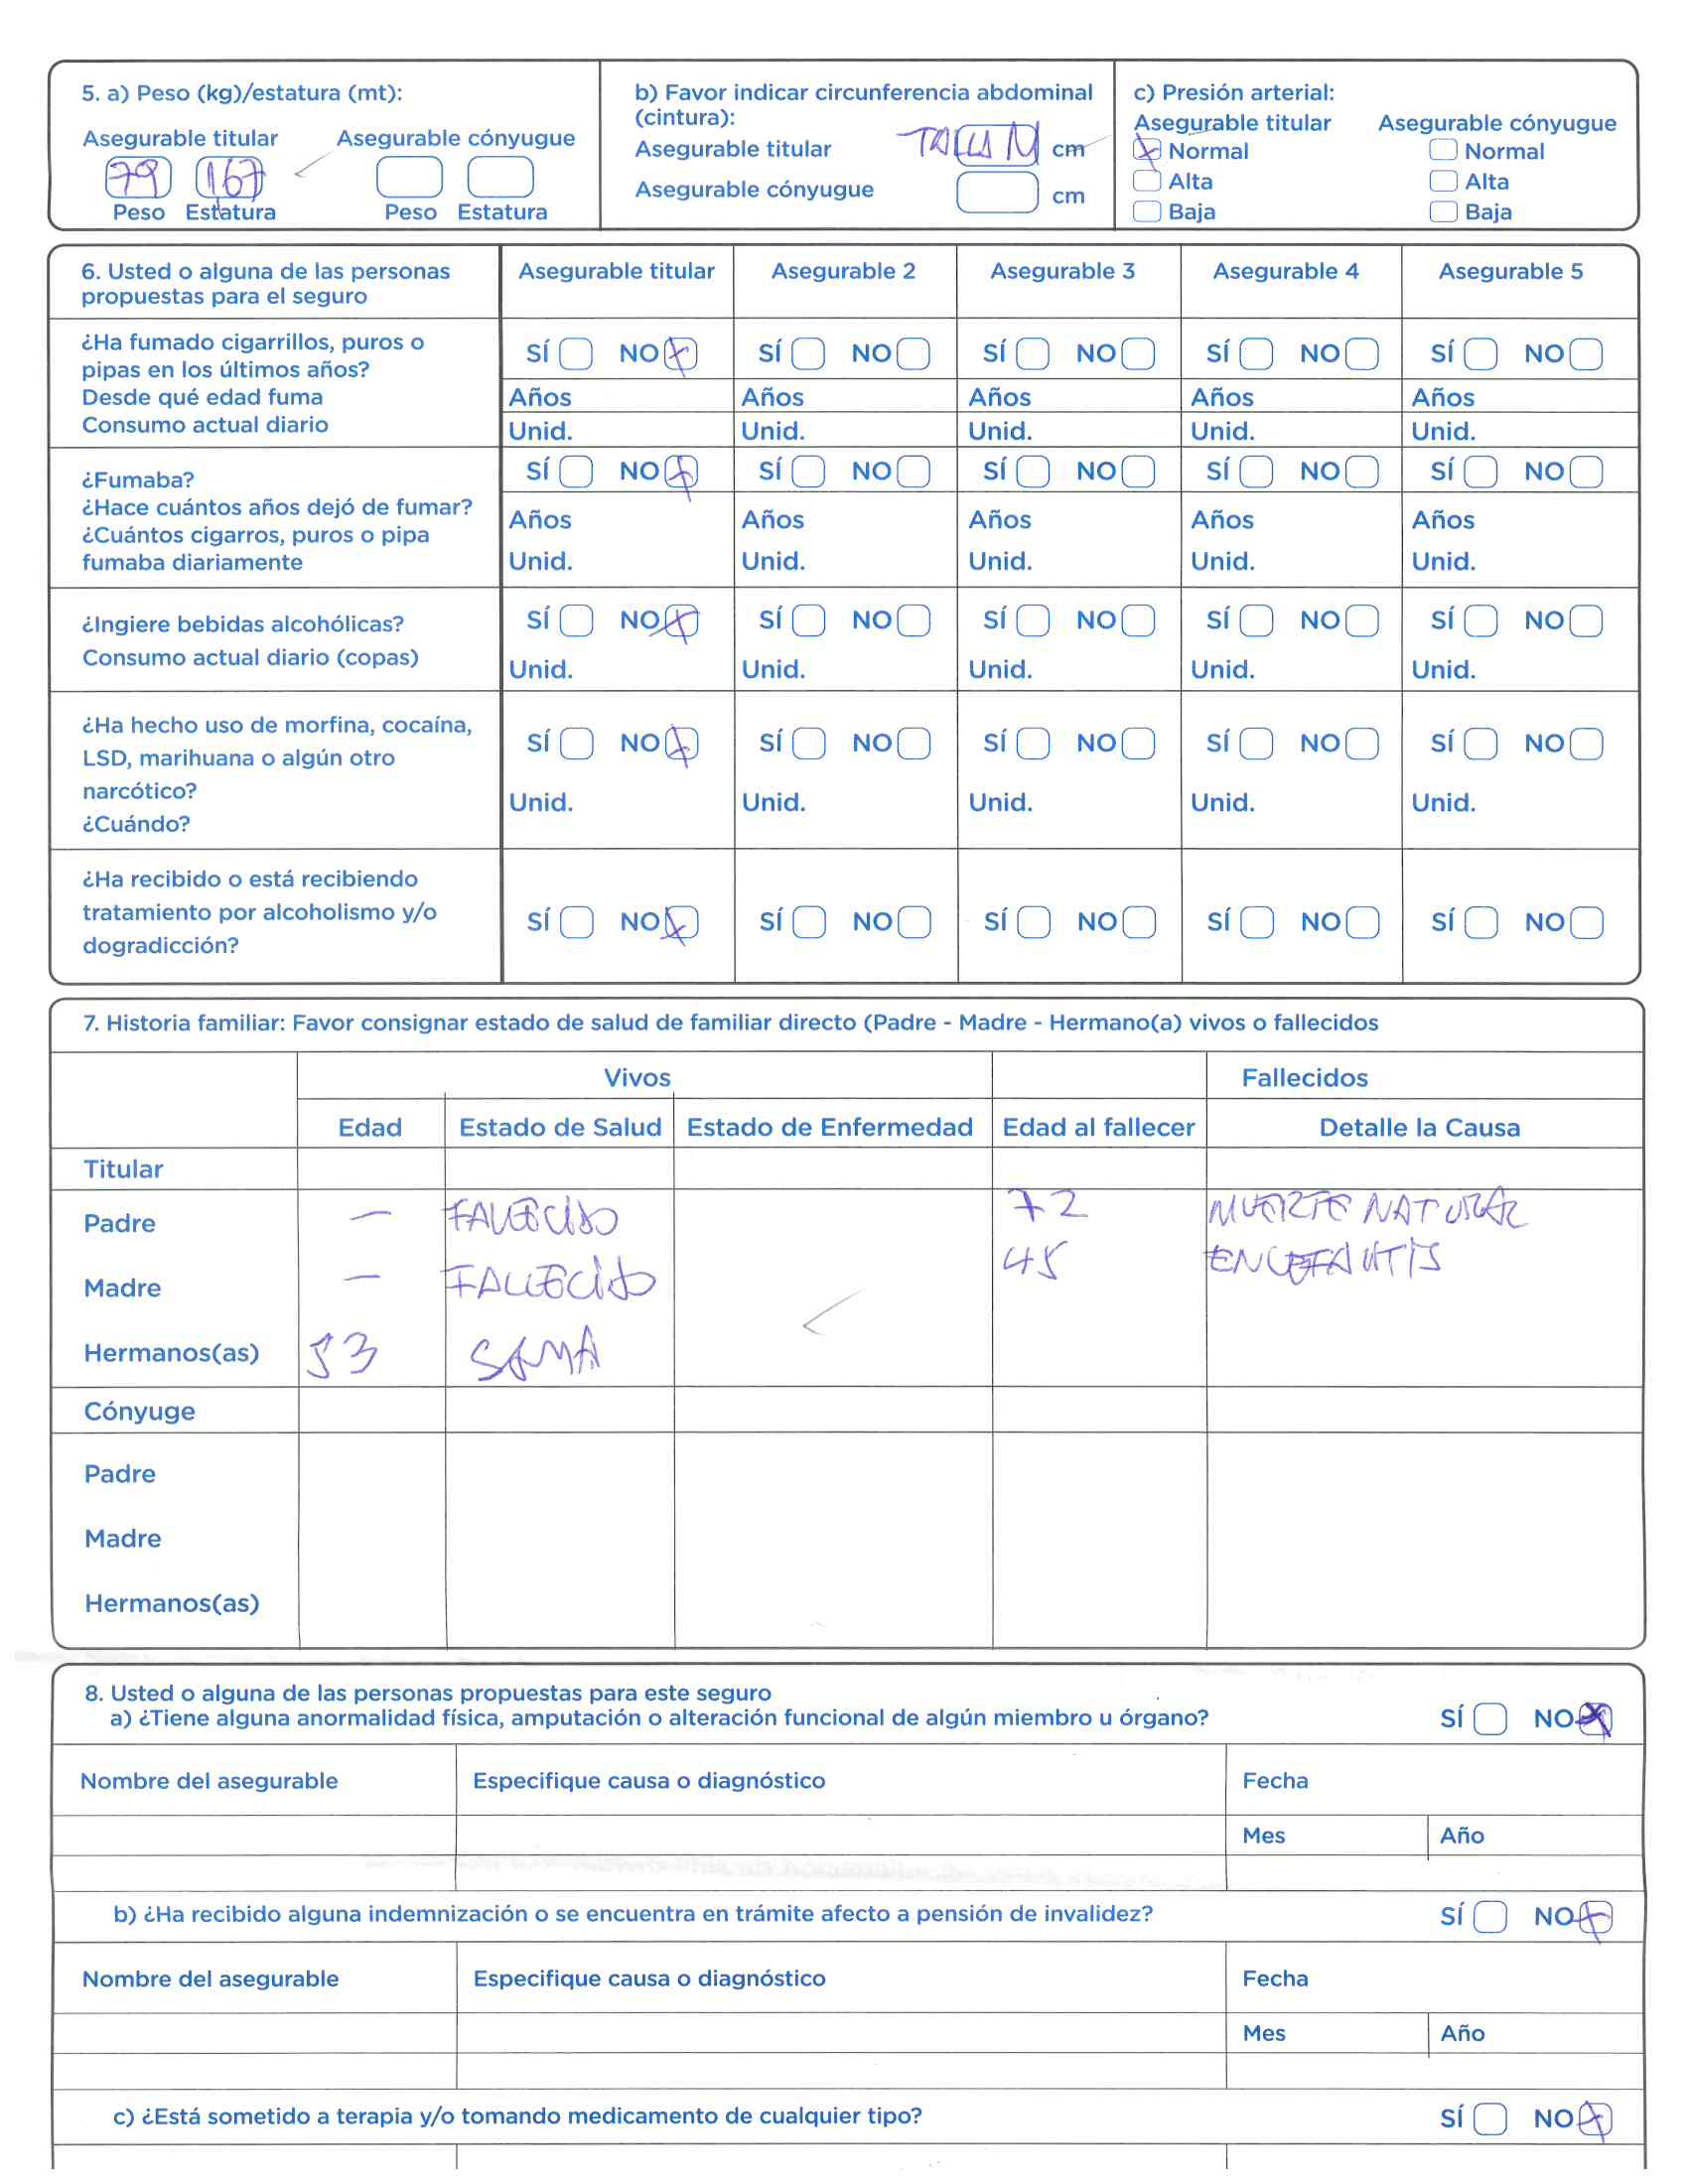 5. a) Peso (kg)/estatura (mt):
Asegurable titular Asegurable cónyugue
79 167
Peso Estatura Peso Estatura
b) Favor indicar circunferencia abdominal
(cintura):
Asegurable titular TALLA M cm
Asegurable cónyugue cm
c) Presión arterial:
Asegurable titular Asegurable cónyugue
X Normal Normal
Alta Alta
Baja Baja
6. Usted o alguna de las personas
propuestas para el seguro
Asegurable titular Asegurable 2 Asegurable 3 Asegurable 4 Asegurable 5
¿Ha fumado cigarrillos, puros o
pipas en los últimos años?
Desde qué edad fuma
Consumo actual diario
SÍ NO X SÍ NO SÍ NO SÍ NO SÍ NO
Años Años Años Años Años
Unid. Unid. Unid. Unid. Unid.
¿Fumaba?
¿Hace cuántos años dejó de fumar?
¿Cuántos cigarros, puros o pipa
fumaba diariamente
SÍ NO X SÍ NO SÍ NO SÍ NO SÍ NO
Años Años Años Años Años
Unid. Unid. Unid. Unid. Unid.
¿Ingiere bebidas alcohólicas?
Consumo actual diario (copas)
SÍ NO X SÍ NO SÍ NO SÍ NO SÍ NO
Unid. Unid. Unid. Unid. Unid.
¿Ha hecho uso de morfina, cocaína,
LSD, marihuana o algún otro
narcótico?
¿Cuándo?
SÍ NO X SÍ NO SÍ NO SÍ NO SÍ NO
Unid. Unid. Unid. Unid. Unid.
¿Ha recibido o está recibiendo
tratamiento por alcoholismo y/o
dogradicción?
SÍ NO X SÍ NO SÍ NO SÍ NO SÍ NO
7. Historia familiar: Favor consignar estado de salud de familiar directo (Padre - Madre - Hermano(a) vivos o fallecidos
Vivos Fallecidos
Edad Estado de Salud Estado de Enfermedad Edad al fallecer Detalle la Causa
Titular
Padre — FALLECIDO 72 MUERTE NATURAL
Madre — FALLECIDO 45 ENCEFALITIS
Hermanos(as) 53 SANA
Cónyuge
Padre
Madre
Hermanos(as)
8. Usted o alguna de las personas propuestas para este seguro
a) ¿Tiene alguna anormalidad física, amputación o alteración funcional de algún miembro u órgano? SÍ NO X
Nombre del asegurable Especifique causa o diagnóstico Fecha
Mes Año
b) ¿Ha recibido alguna indemnización o se encuentra en trámite afecto a pensión de invalidez? SÍ NO X
Nombre del asegurable Especifique causa o diagnóstico Fecha
Mes Año
c) ¿Está sometido a terapia y/o tomando medicamento de cualquier tipo? SÍ NO X